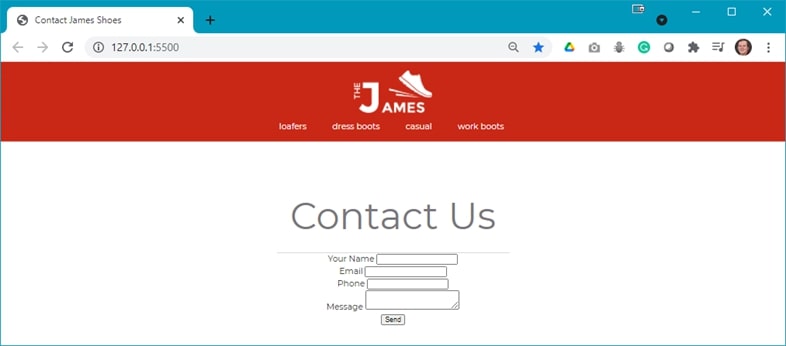 Contact James Shoes
127.0.0.1:5500
THE JAMES
loafers dress boots casual work boots
Contact Us
Your Name
Email
Phone
Message
Send